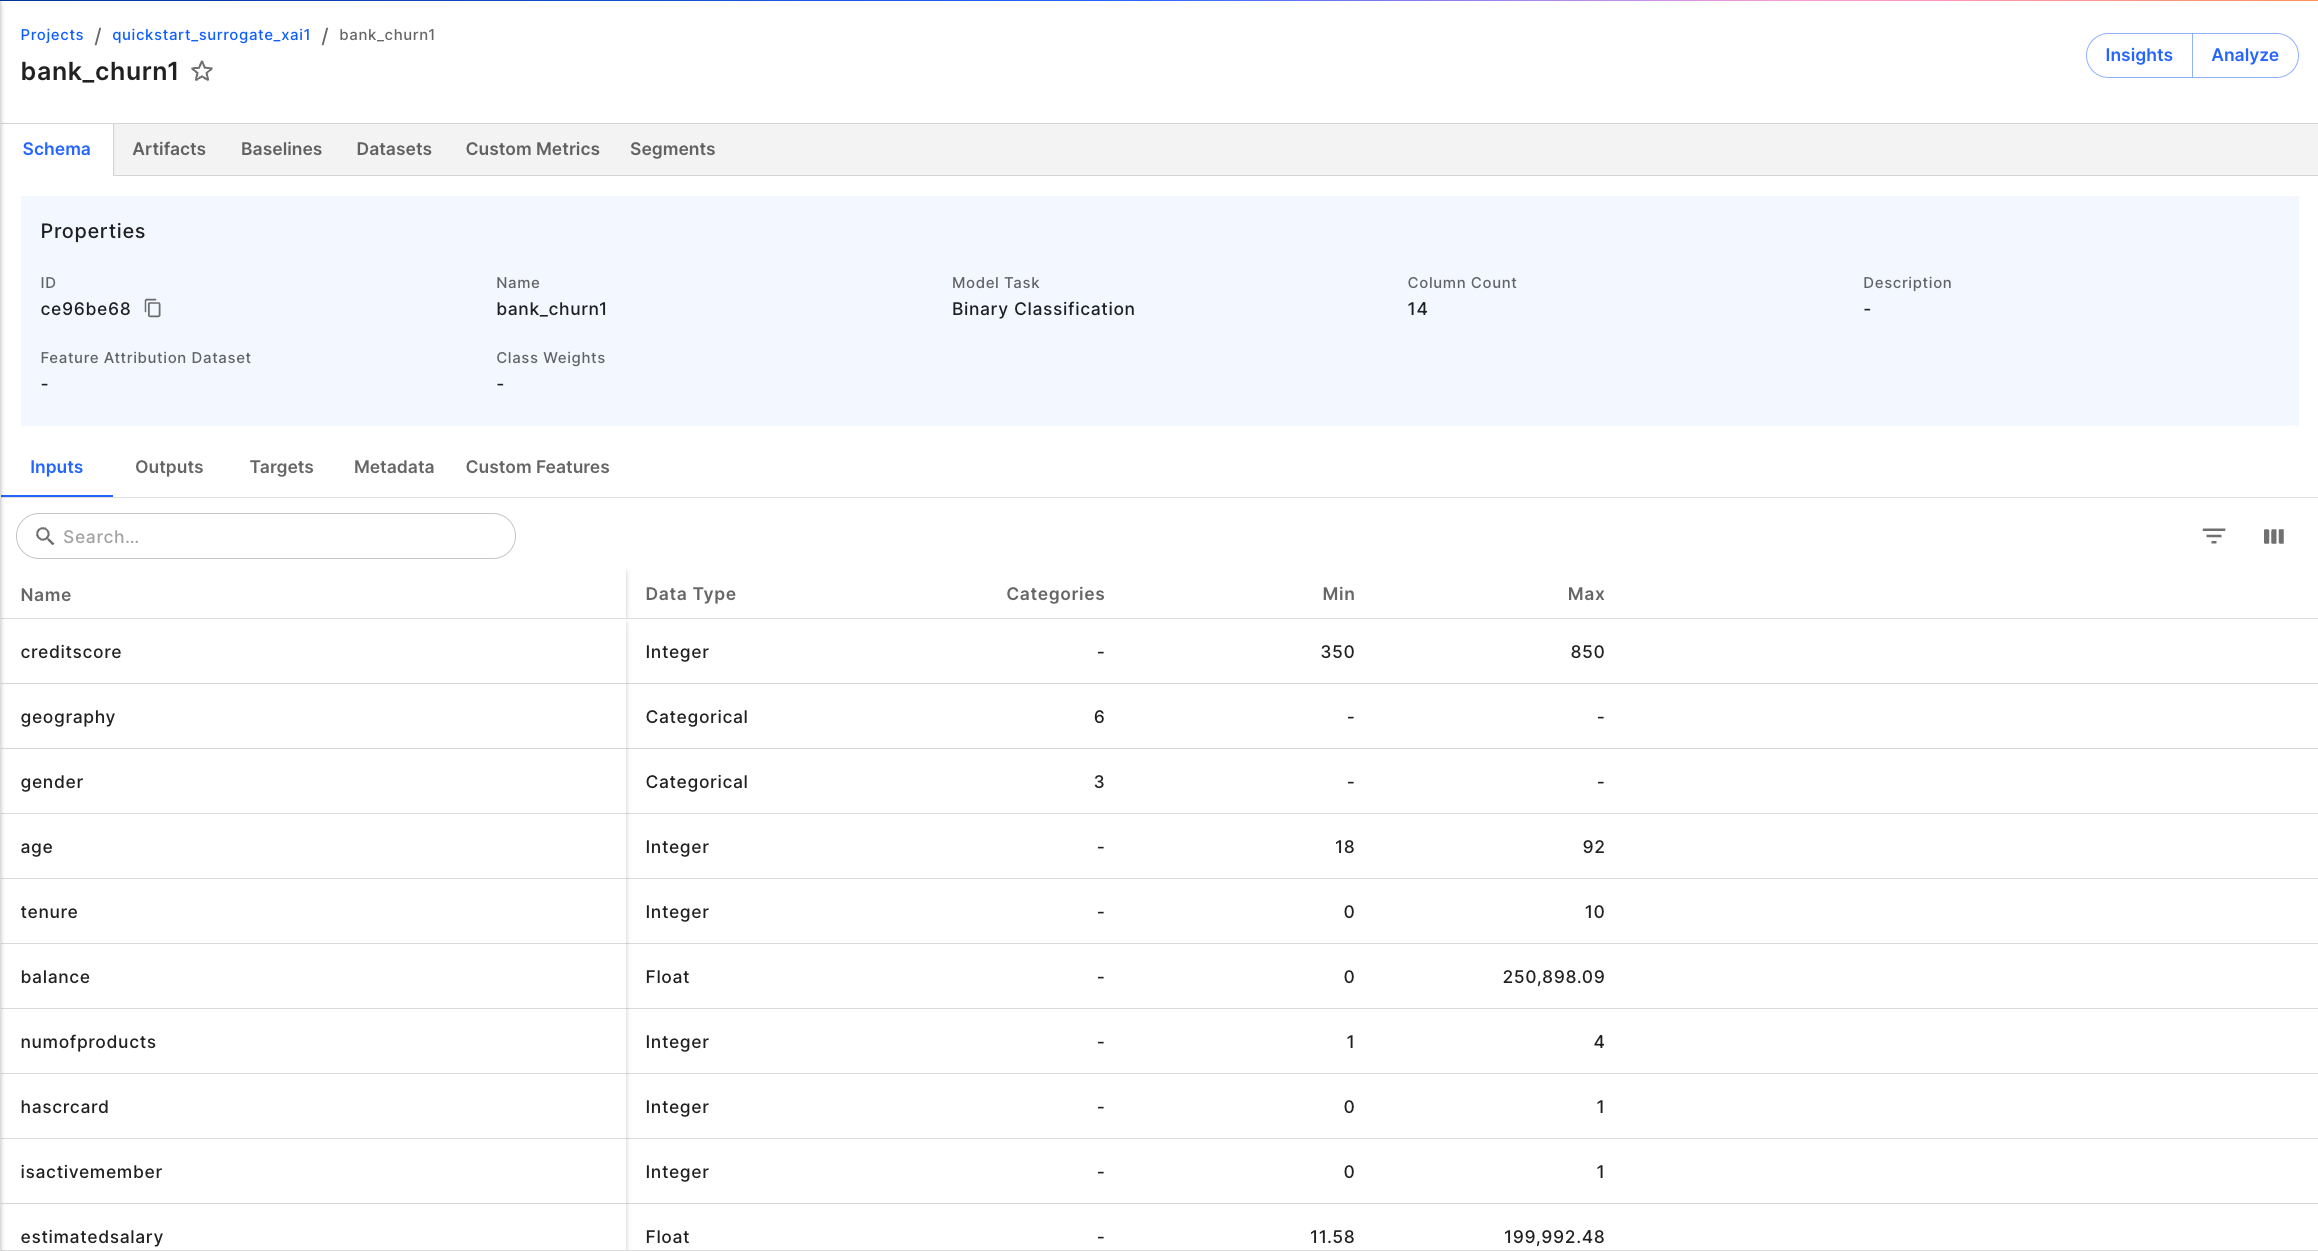 Projects / quickstart_surrogate_xai1 / bank_churn1
bank_churn1
Insights Analyze
Schema Artifacts Baselines Datasets Custom Metrics Segments
Properties
ID Name Model Task Column Count Description
ce96be68 bank_churn1 Binary Classification 14 -
Feature Attribution Dataset Class Weights
- -
Inputs Outputs Targets Metadata Custom Features
Search...
Name Data Type Categories Min Max
creditscore Integer - 350 850
geography Categorical 6 - -
gender Categorical 3 - -
age Integer - 18 92
tenure Integer - 0 10
balance Float - 0 250,898.09
numofproducts Integer - 1 4
hascrcard Integer - 0 1
isactivemember Integer - 0 1
estimatedsalary Float - 11.58 199,992.48